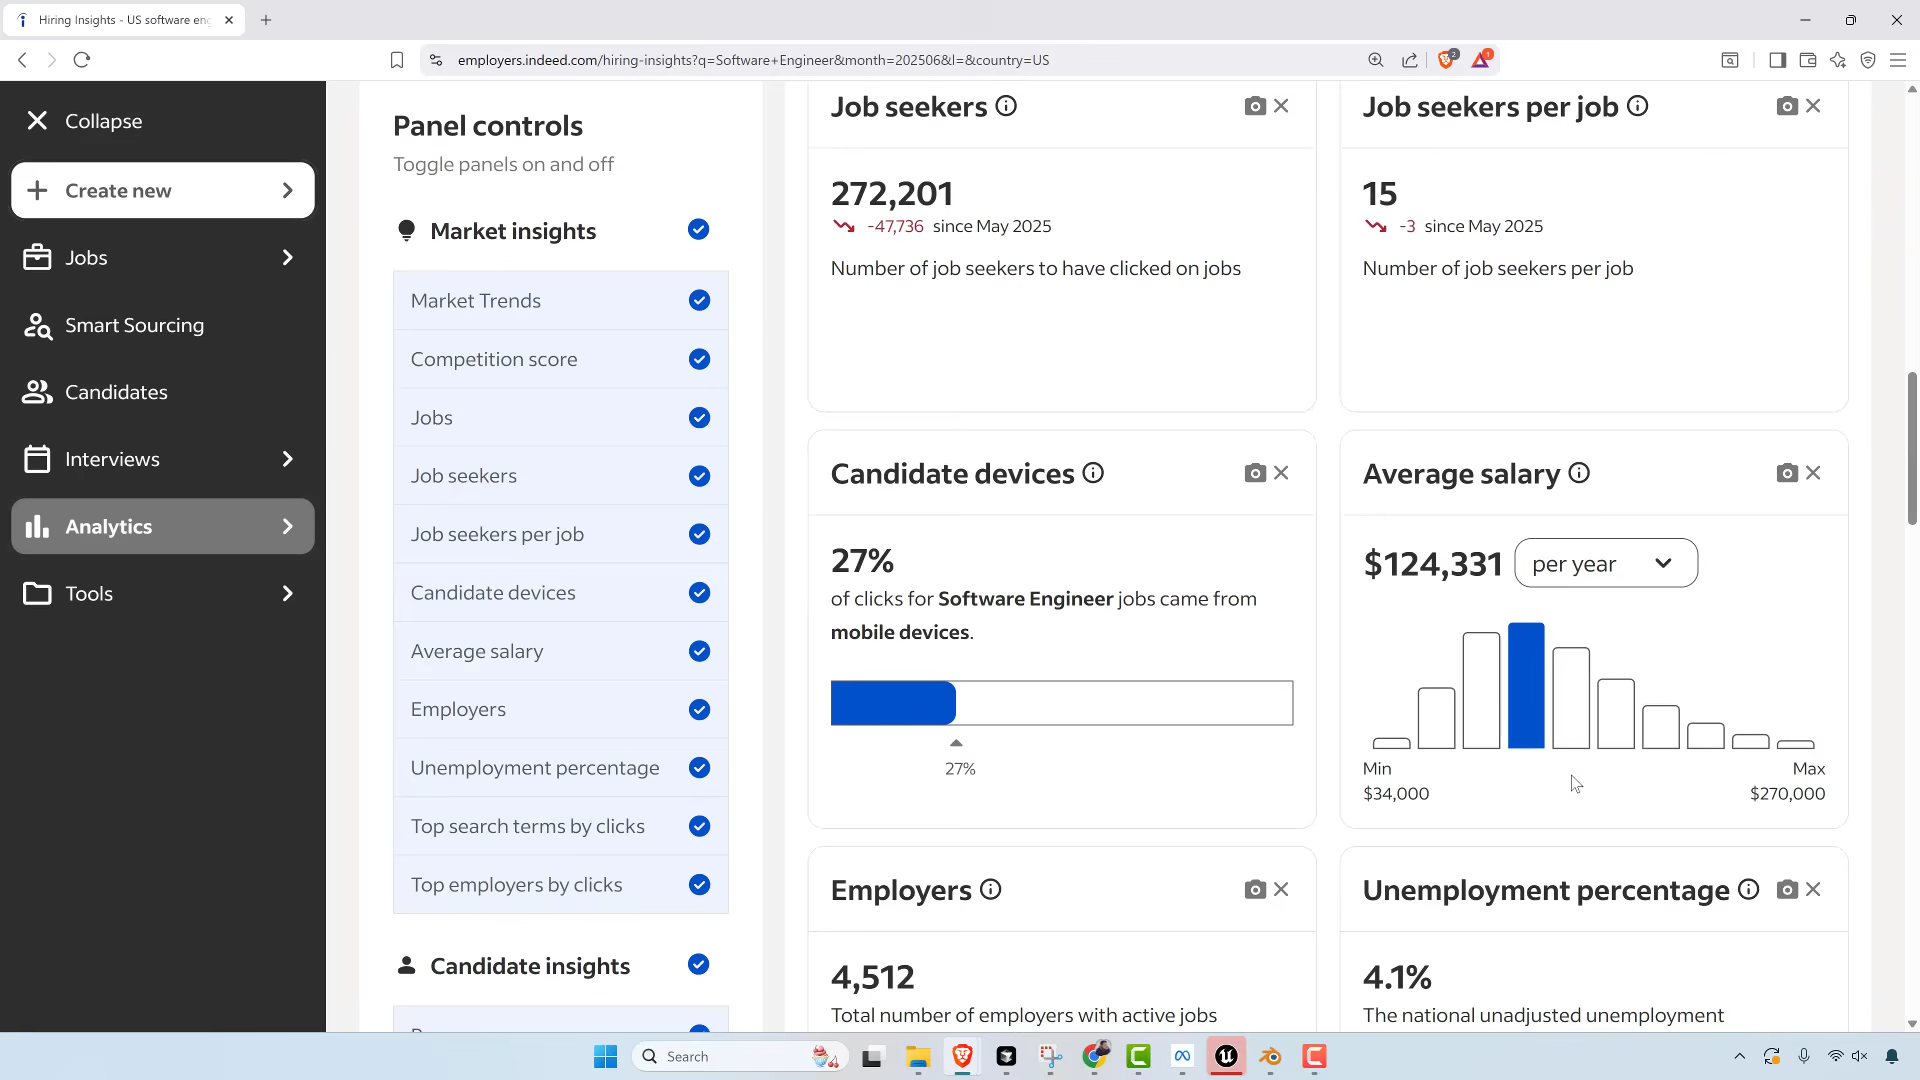 Hiring Insights - US software eng
employers.indeed.com/hiring-insights?q=Software+Engineer&month=202506&l=&country=US
2
1
Collapse
Create new
Jobs
Smart Sourcing
Candidates
Interviews
Analytics
Tools
Panel controls
Toggle panels on and off
Market insights
Market Trends
Competition score
Jobs
Job seekers
Job seekers per job
Candidate devices
Average salary
Employers
Unemployment percentage
Top search terms by clicks
Top employers by clicks
Candidate insights
Job seekers
272,201
-47,736 since May 2025
Number of job seekers to have clicked on jobs
Job seekers per job
15
-3 since May 2025
Number of job seekers per job
Candidate devices
27%
of clicks for Software Engineer jobs came from
mobile devices.
27%
Average salary
$124,331 per year
Min
$34,000
Max
$270,000
Employers
4,512
Total number of employers with active jobs
Unemployment percentage
4.1%
The national unadjusted unemployment
Search